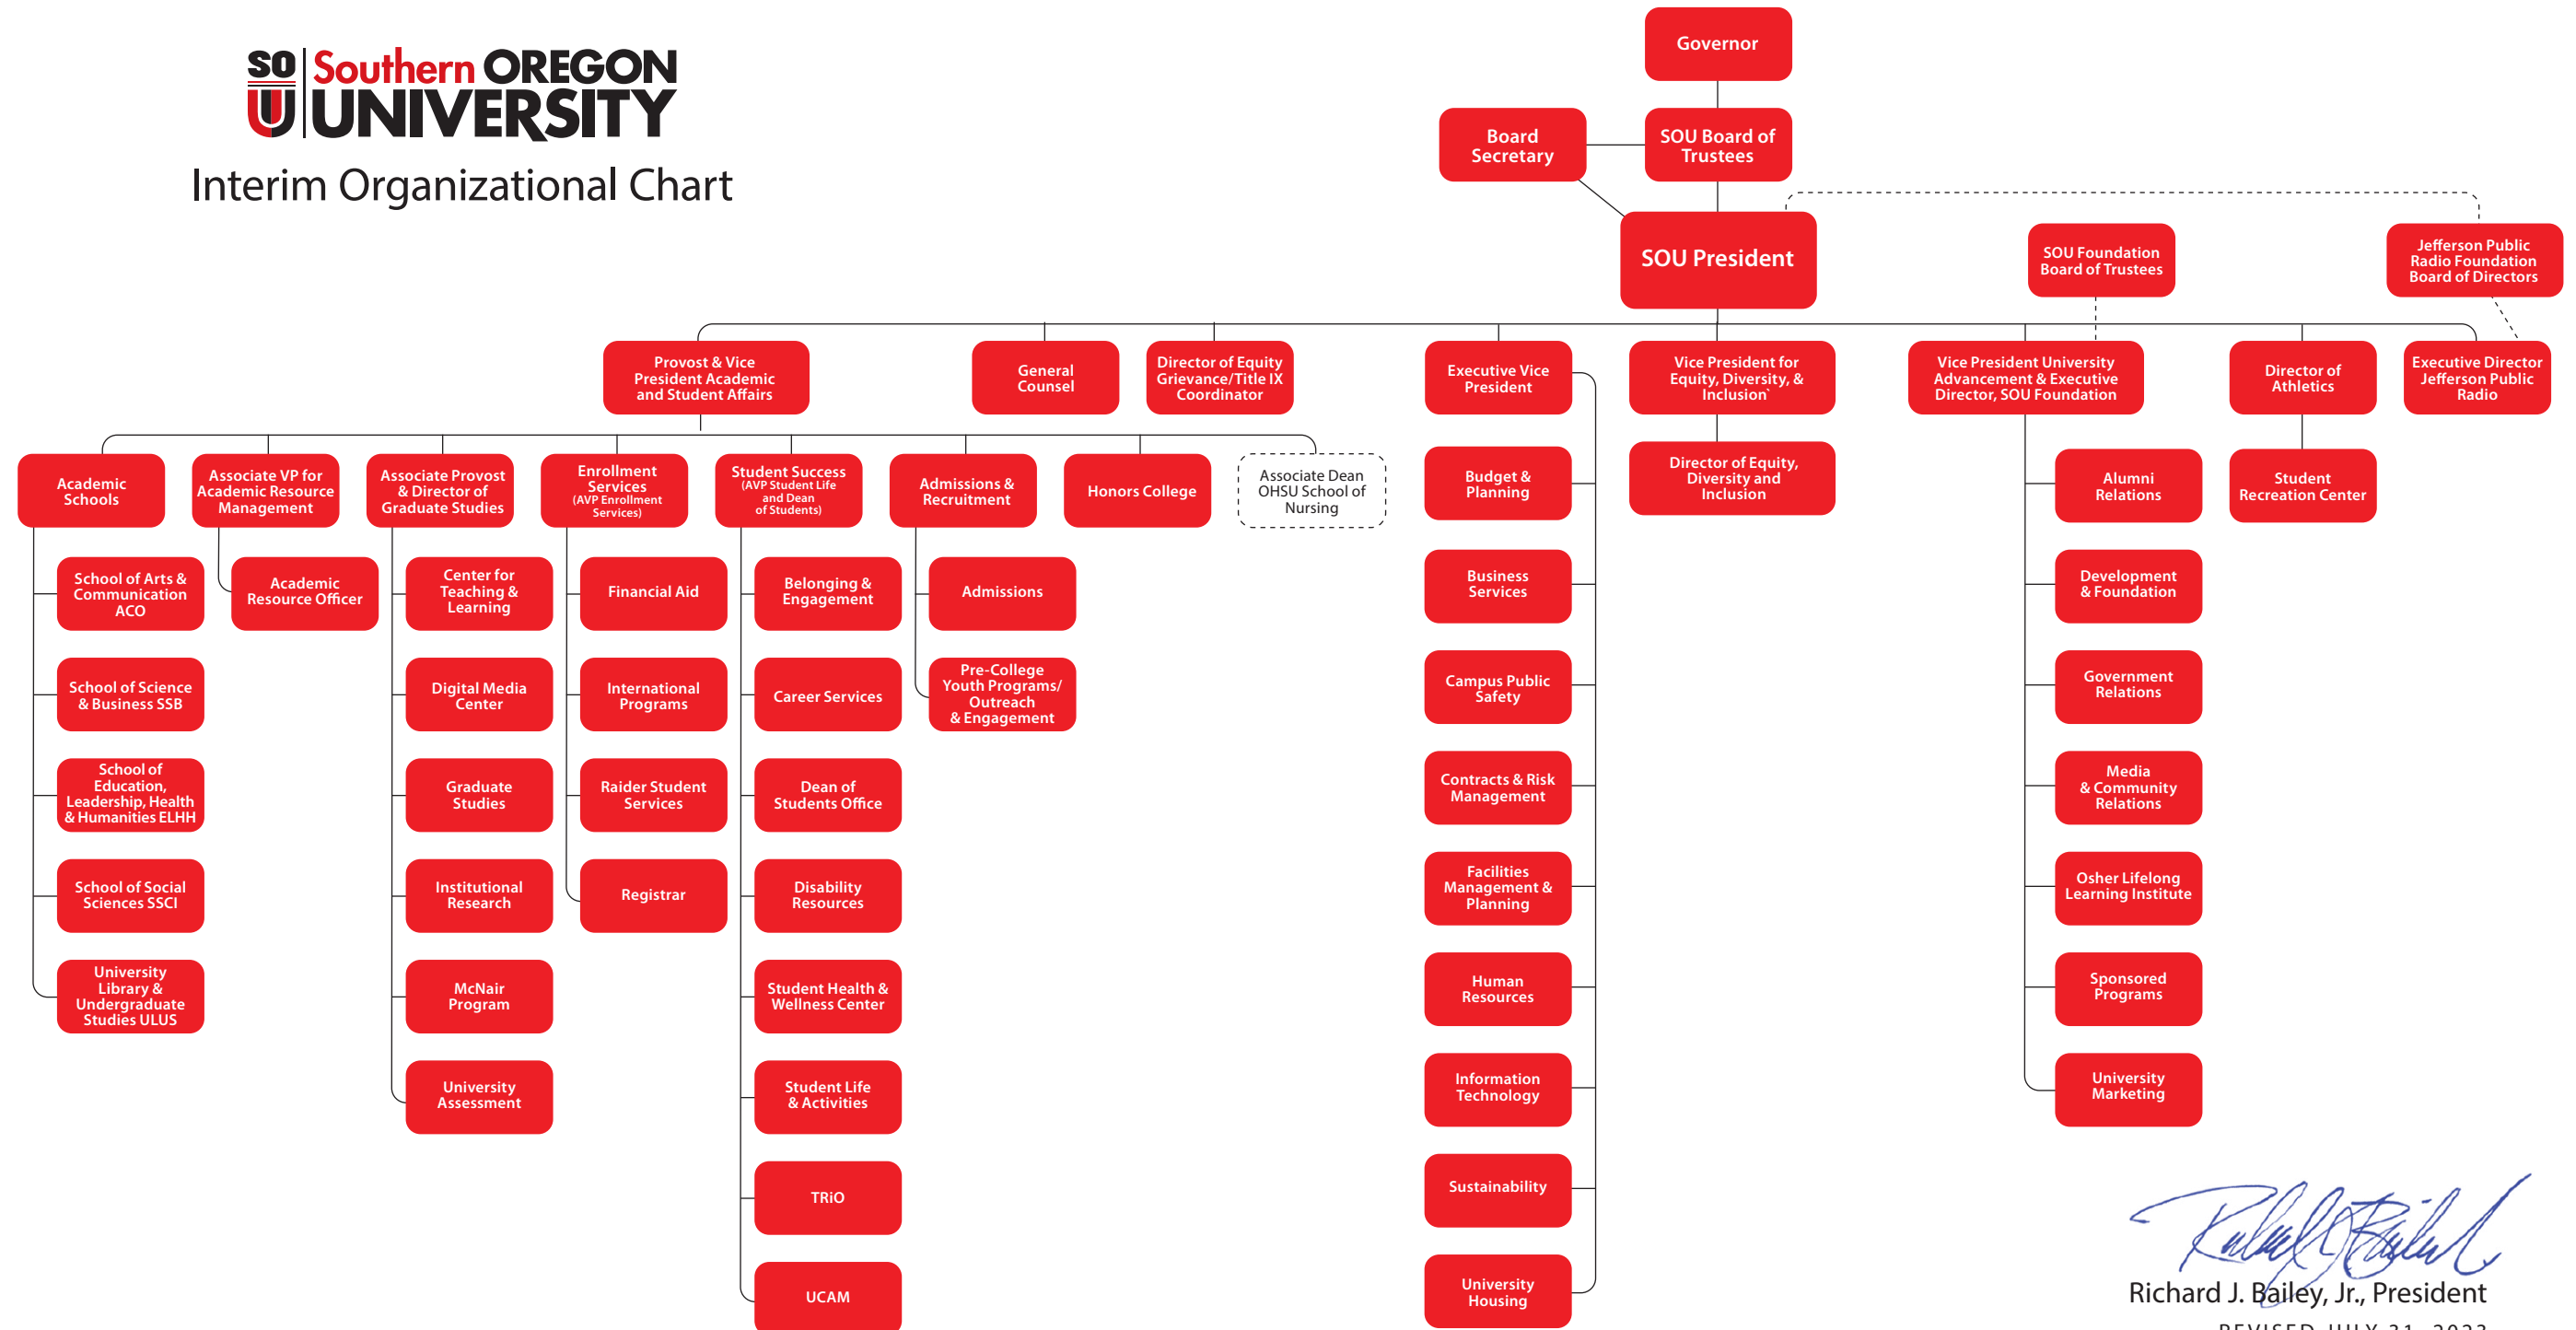 SO
U
Southern OREGON
UNIVERSITY
Interim Organizational Chart
Governor
Board
Secretary
SOU Board of
Trustees
SOU President
SOU Foundation
Board of Trustees
Jefferson Public
Radio Foundation
Board of Directors
Provost & Vice
President Academic
and Student Affairs
General
Counsel
Director of Equity
Grievance/Title IX
Coordinator
Executive Vice
President
Vice President for
Equity, Diversity, &
Inclusion`
Vice President University
Advancement & Executive
Director, SOU Foundation
Director of
Athletics
Executive Director
Jefferson Public
Radio
Academic
Schools
Associate VP for
Academic Resource
Management
Associate Provost
& Director of
Graduate Studies
Enrollment
Services
(AVP Enrollment
Services)
Student Success
(AVP Student Life
and Dean
of Students)
Admissions &
Recruitment
Honors College
Associate Dean
OHSU School of
Nursing
School of Arts &
Communication
ACO
School of Science
& Business SSB
School of
Education,
Leadership, Health
& Humanities ELHH
School of Social
Sciences SSCI
University
Library &
Undergraduate
Studies ULUS
Academic
Resource Officer
Center for
Teaching &
Learning
Digital Media
Center
Graduate
Studies
Institutional
Research
McNair
Program
University
Assessment
Financial Aid
International
Programs
Raider Student
Services
Registrar
Belonging &
Engagement
Career Services
Dean of
Students Office
Disability
Resources
Student Health &
Wellness Center
Student Life
& Activities
TRiO
UCAM
Admissions
Pre-College
Youth Programs/
Outreach
& Engagement
Budget &
Planning
Business
Services
Campus Public
Safety
Contracts & Risk
Management
Facilities
Management &
Planning
Human
Resources
Information
Technology
Sustainability
University
Housing
Director of Equity,
Diversity and
Inclusion
Alumni
Relations
Development
& Foundation
Government
Relations
Media
& Community
Relations
Osher Lifelong
Learning Institute
Sponsored
Programs
University
Marketing
Student
Recreation Center
Richard J. Bailey, Jr., President
REVISED JULY 31, 2023